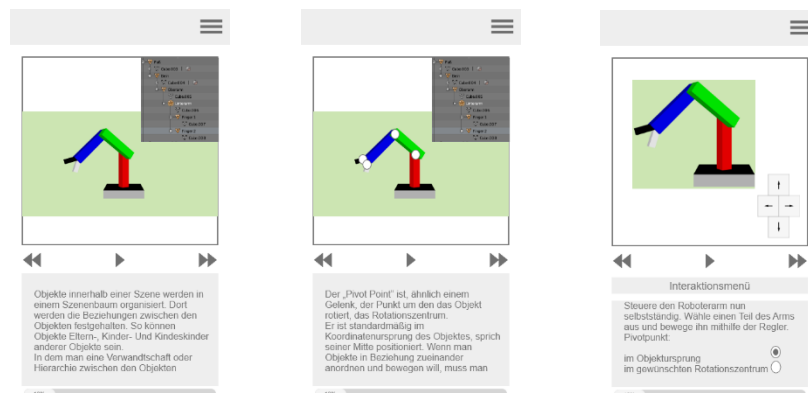 Objekte innerhalb einer Szene werden in
einem Szenenbaum organisiert. Dort
werden die Beziehungen zwischen den
Objekten festgehalten. So können
Objekte Eltern-, Kinder- Und Kindeskinder
anderer Objekte sein.
In dem man eine Verwandtschaft oder
Hierarchie zwischen den Objekten
Der „Pivot Point" ist, ähnlich einem
Gelenk, der Punkt um den das Objekt
rotiert, das Rotationszentrum.
Er ist standardmäßig im
Koordinatenursprung des Objektes, sprich
seiner Mitte positioniert. Wenn man
Objekte in Beziehung zueinander
anordnen und bewegen will, muss man
Interaktionsmenü
Steuere den Roboterarm nun
selbstständig. Wähle einen Teil des Arms
aus und bewege ihn mithilfe der Regler.
Pivotpunkt:
im Objektursprung
im gewünschten Rotationszentrum